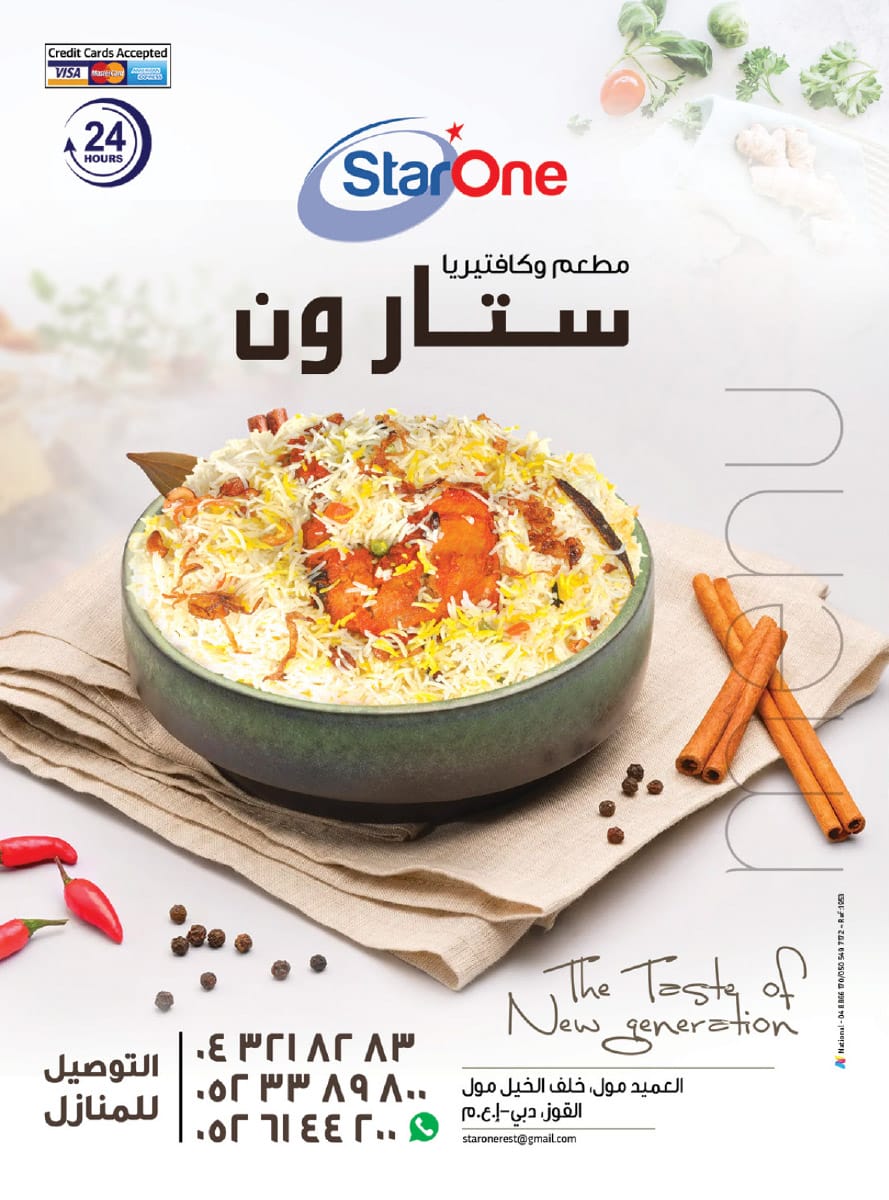 Credit Cards Accepted
VISA MasterCard AMERICAN EXPRESS
24
HOURS
StarOne
مطعم وكافتيريا
ستار ون
menu
The Taste of
New generation
التوصيل
للمنازل
٠٤ ٣٢١ ٨٢ ٨٣
٠٥٢ ٣٣ ٨٩ ٨٠٠
٠٥٢ ٦١ ٤٤ ٢٠٠
العميد مول، خلف الخيل مول
القوز، دبي-إ.ع.م
staronerest@gmail.com